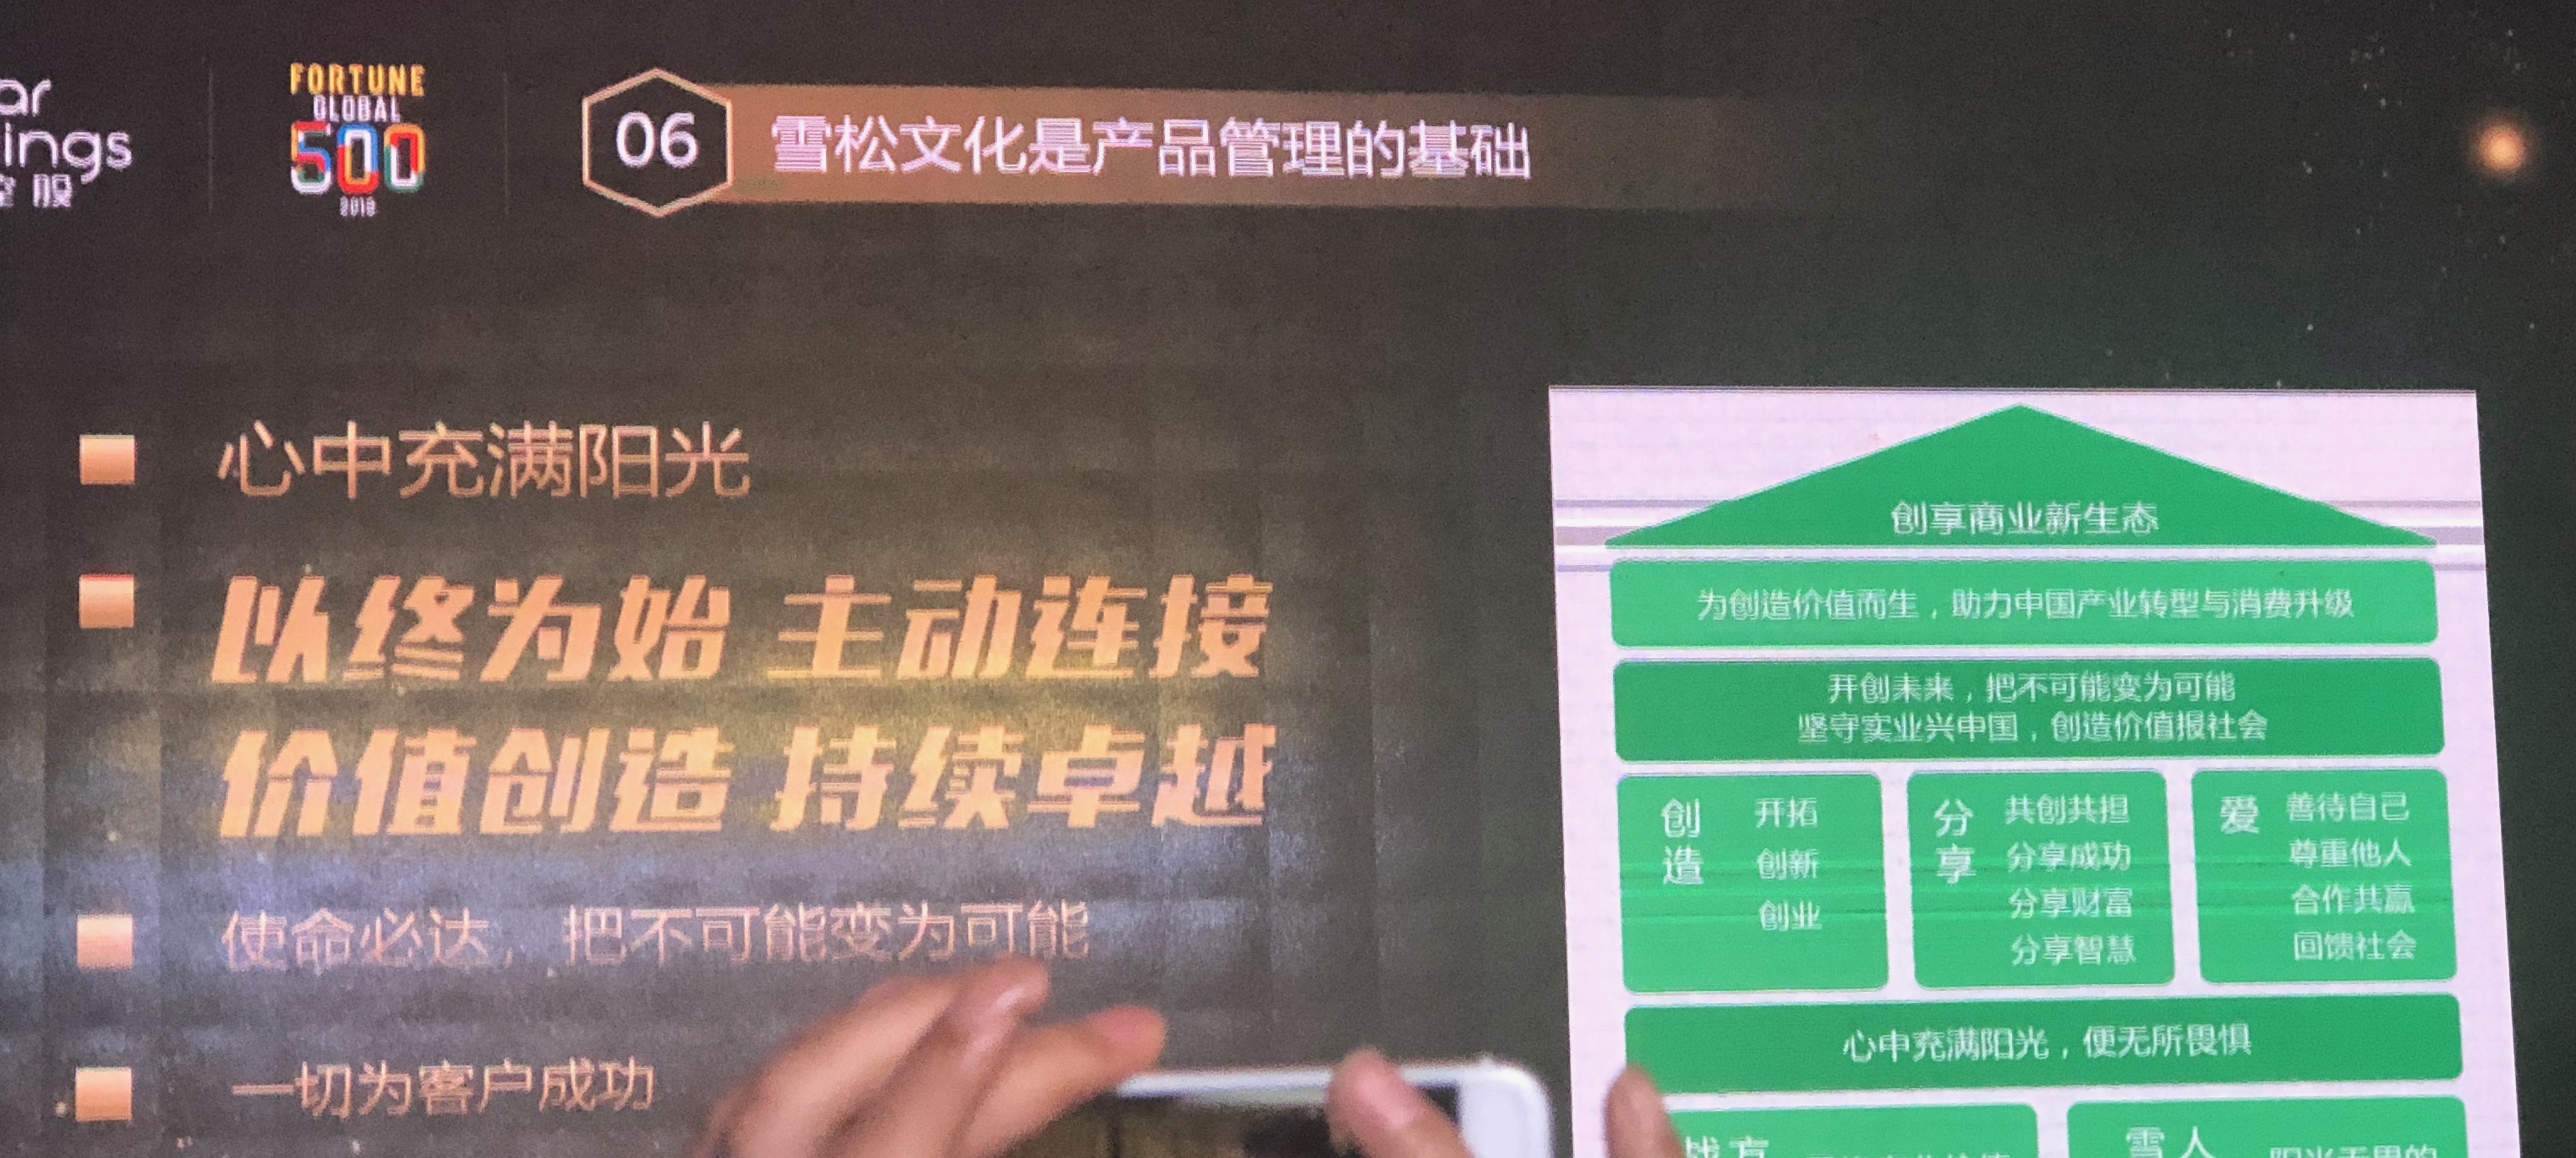 ar
ings
股
FORTUNE
GLOBAL
500
2018
06
雪松文化是产品管理的基础
心中充满阳光
以终为始 主动连接
价值创造 持续卓越
使命必达，把不可能变为可能
一切为客户成功
创享商业新生态
为创造价值而生，助力中国产业转型与消费升级
开创未来，把不可能变为可能
坚守实业兴中国，创造价值报社会
创造
开拓
创新
创业
分享
共创共担
分享成功
分享财富
分享智慧
爱
善待自己
尊重他人
合作共赢
回馈社会
心中充满阳光，便无所畏惧
雪人